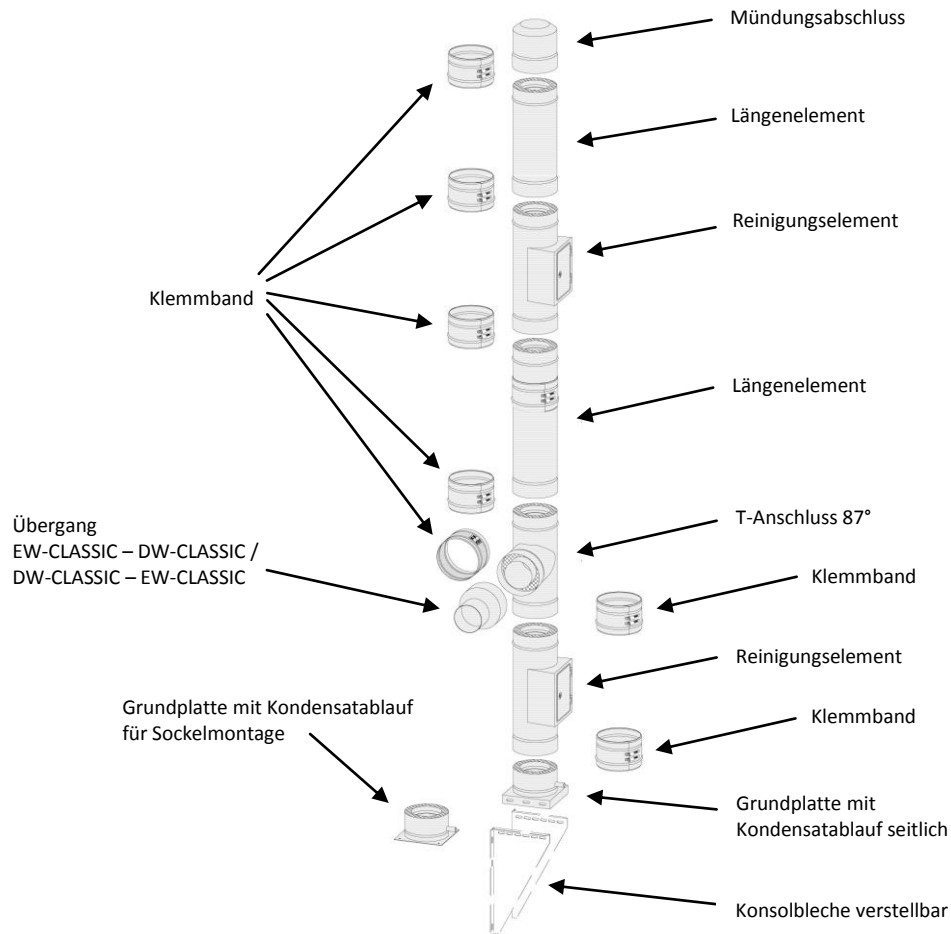 Mündungsabschluss
Längenelement
Reinigungselement
Klemmband
Längenelement
Übergang
EW-CLASSIC – DW-CLASSIC /
DW-CLASSIC – EW-CLASSIC
T-Anschluss 87°
Klemmband
Reinigungselement
Grundplatte mit Kondensatablauf
für Sockelmontage
Klemmband
Grundplatte mit
Kondensatablauf seitlich
Konsolbleche verstellbar